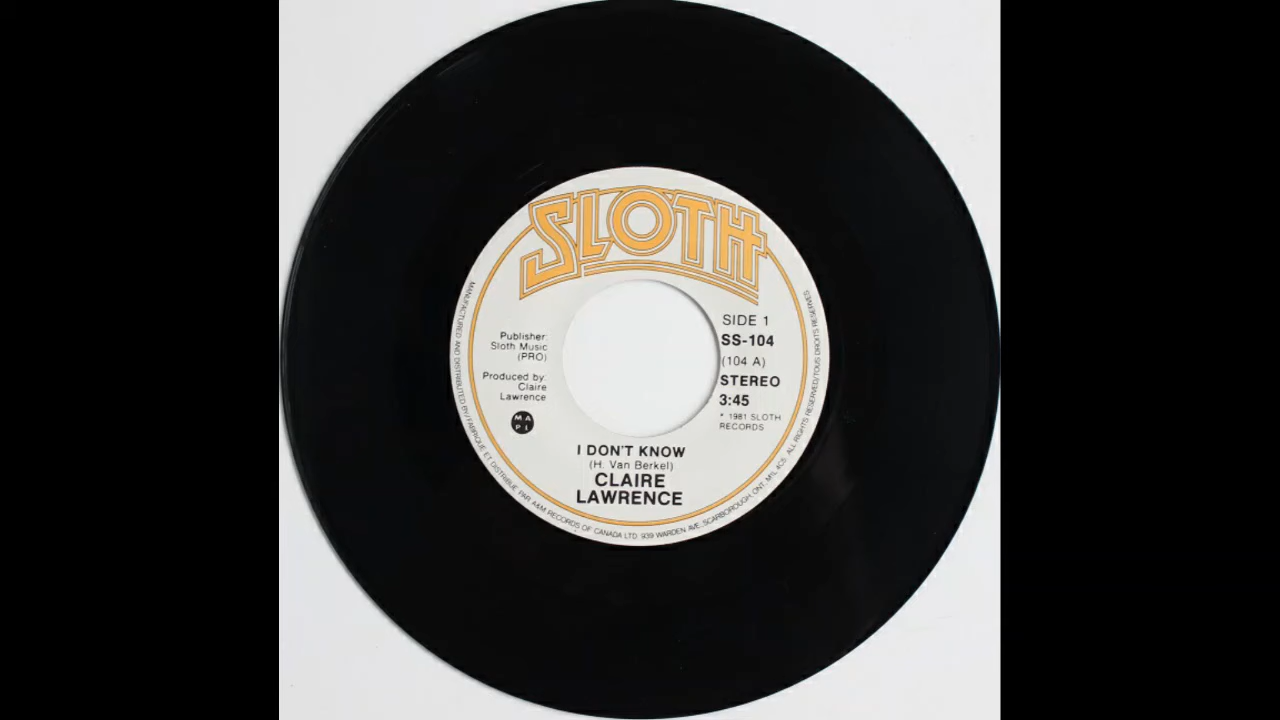 SLOTH
SIDE 1
SS-104
(104 A)
STEREO
3:45
* 1981 SLOTH
RECORDS
Publisher:
Sloth Music
(PRO)
Produced by:
Claire
Lawrence
MA
PI
I DON'T KNOW
(H. Van Berkel)
CLAIRE
LAWRENCE
MANUFACTURED AND DISTRIBUTED BY/FABRIQUE ET DISTRIBUE PAR A&M RECORDS OF CANADA LTD. 939 WARDEN AVE, SCARBOROUGH, ONT. M1L 4C5 ALL RIGHTS RESERVED/TOUS DROITS RESERVES